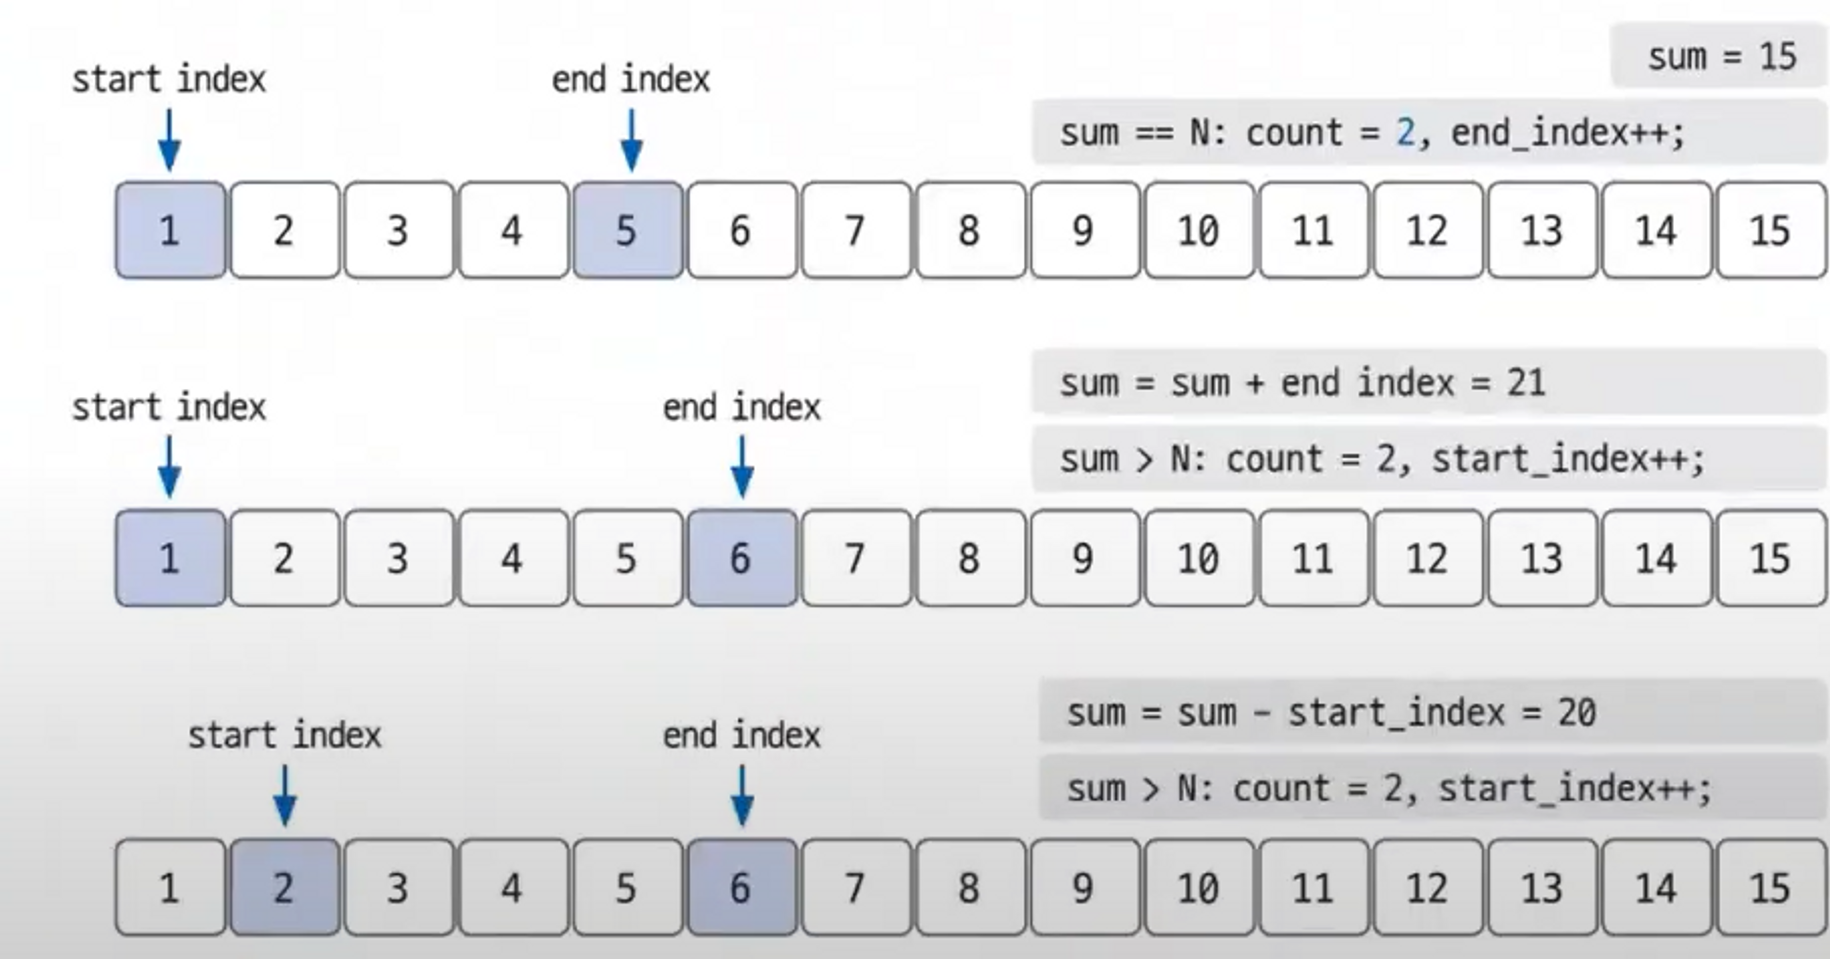 sum = 15
start index end index
sum == N: count = 2, end_index++;
1 2 3 4 5 6 7 8 9 10 11 12 13 14 15
sum = sum + end index = 21
start index end index
sum > N: count = 2, start_index++;
1 2 3 4 5 6 7 8 9 10 11 12 13 14 15
sum = sum - start_index = 20
start index end index
sum > N: count = 2, start_index++;
1 2 3 4 5 6 7 8 9 10 11 12 13 14 15